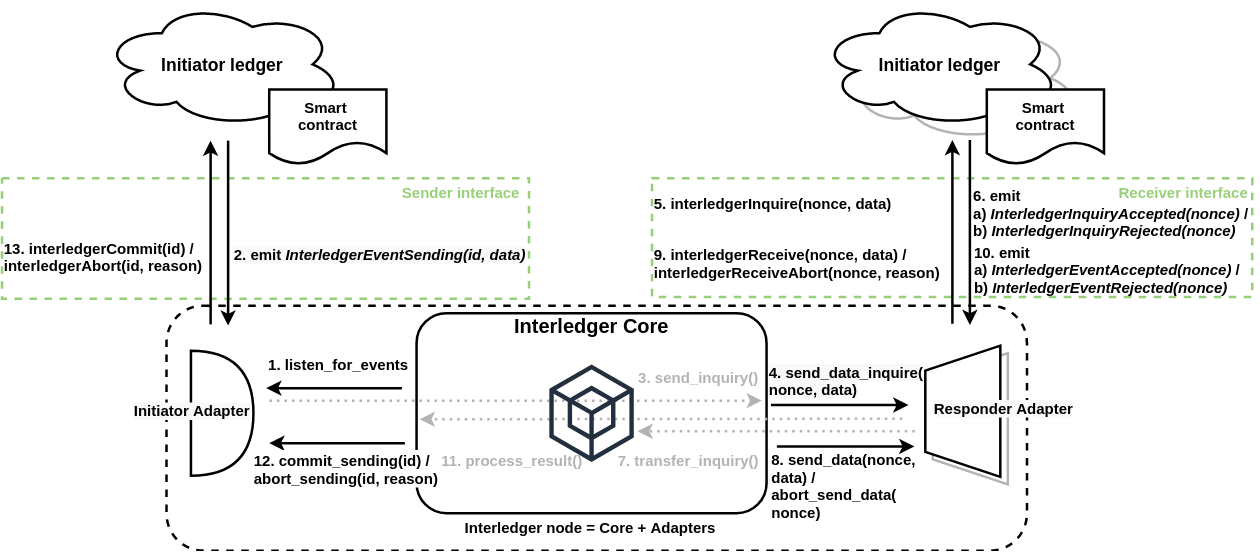 Initiator ledger
Smart
contract
Initiator ledger
Smart
contract
Sender interface
13. interledgerCommit(id) /
interledgerAbort(id, reason)
2. emit InterledgerEventSending(id, data)
Receiver interface
5. interledgerInquire(nonce, data)
9. interledgerReceive(nonce, data) /
interledgerReceiveAbort(nonce, reason)
6. emit
a) InterledgerInquiryAccepted(nonce) /
b) InterledgerInquiryRejected(nonce)
10. emit
a) InterledgerEventAccepted(nonce) /
b) InterledgerEventRejected(nonce)
Interledger Core
1. listen_for_events
3. send_inquiry()
4. send_data_inquire(
nonce, data)
Initiator Adapter
Responder Adapter
12. commit_sending(id) /
abort_sending(id, reason)
11. process_result()
7. transfer_inquiry()
8. send_data(nonce,
data) /
abort_send_data(
nonce)
Interledger node = Core + Adapters